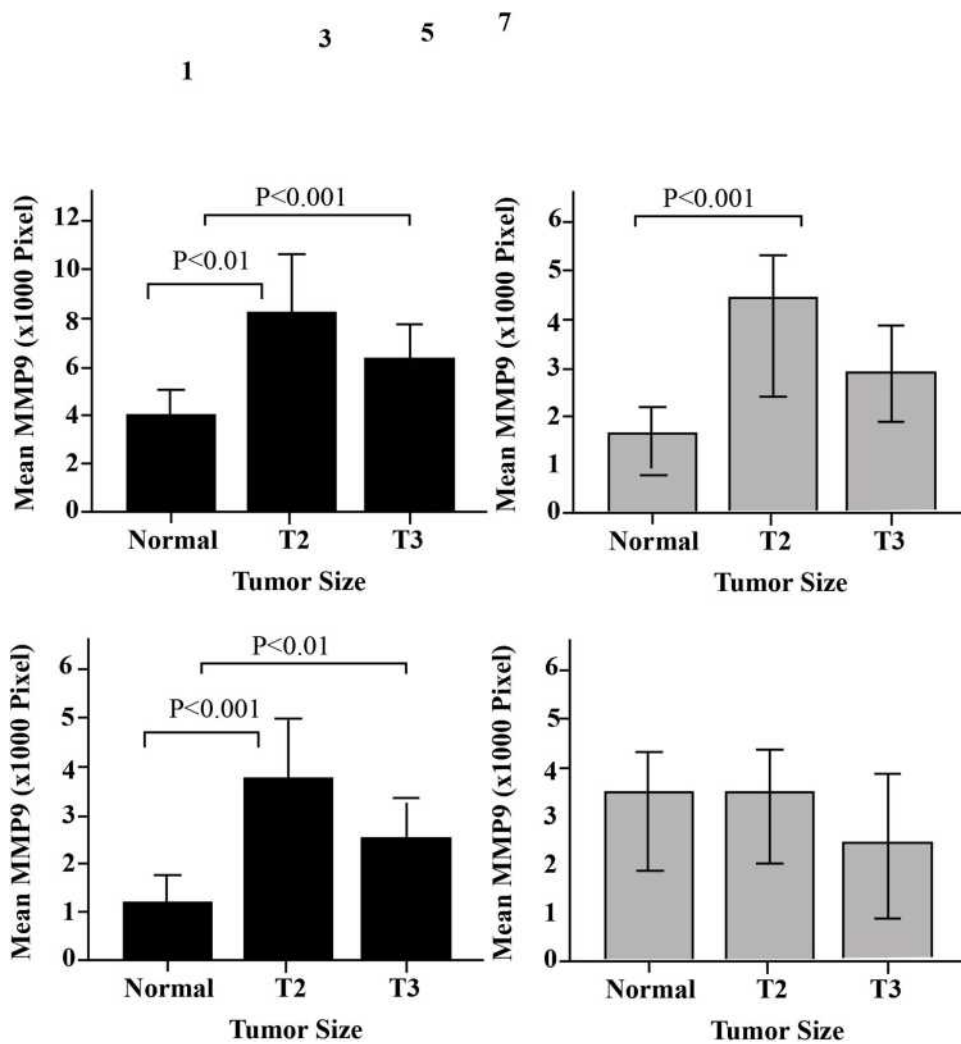 7
5
3
1
P<0.001
P<0.01
Mean MMP9 (x1000 Pixel)
12
10
8
6
4
2
0
Normal T2 T3
Tumor Size
P<0.001
Mean MMP9 (x1000 Pixel)
6
5
4
3
2
1
0
Normal T2 T3
Tumor Size
P<0.01
P<0.001
Mean MMP9 (x1000 Pixel)
6
5
4
3
2
1
0
Normal T2 T3
Tumor Size
Mean MMP9 (x1000 Pixel)
6
5
4
3
2
1
0
Normal T2 T3
Tumor Size